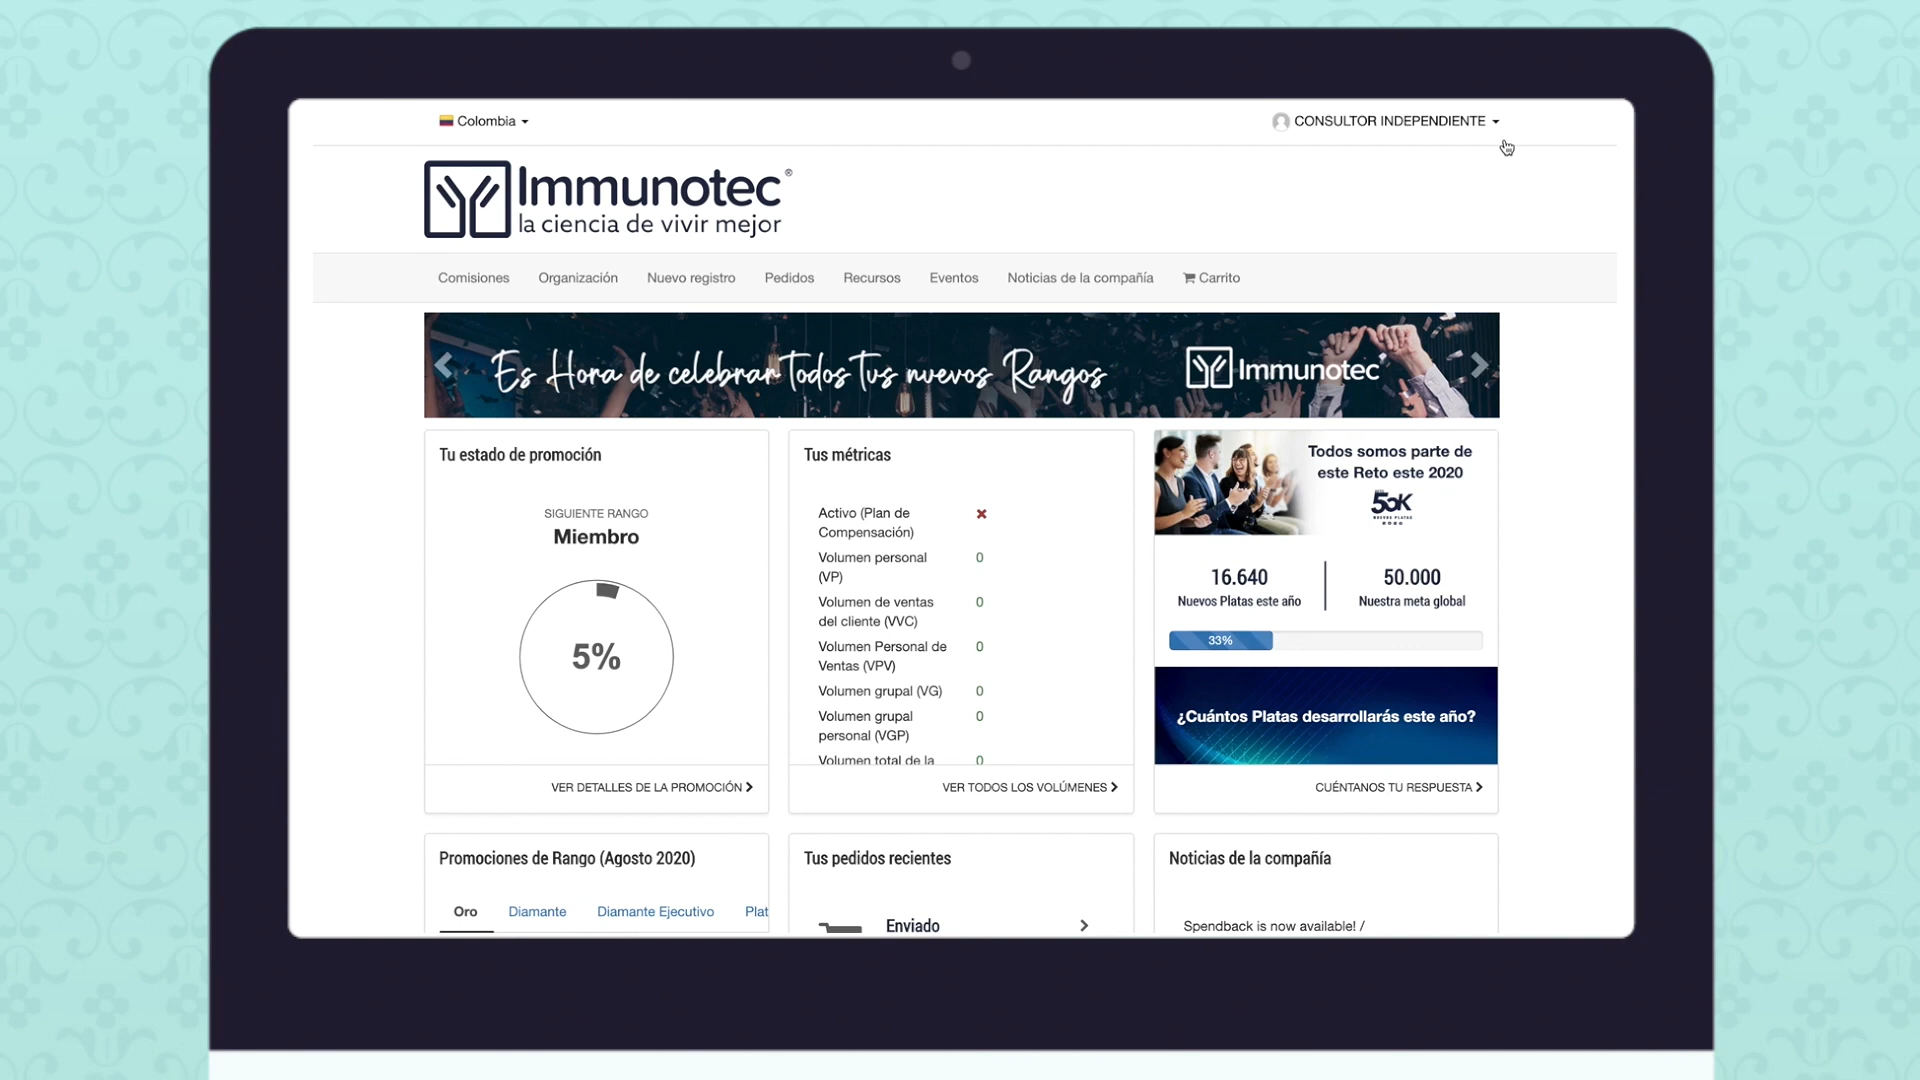 Colombia
CONSULTOR INDEPENDIENTE
Immunotec®
la ciencia de vivir mejor
Comisiones Organización Nuevo registro Pedidos Recursos Eventos Noticias de la compañía Carrito
Es Hora de celebrar Todos Tus nuevos Rangos
Immunotec
Tu estado de promoción
SIGUIENTE RANGO
Miembro
5%
VER DETALLES DE LA PROMOCIÓN
Tus métricas
Activo (Plan de
Compensación)
Volumen personal 0
(VP)
Volumen de ventas 0
del cliente (VVC)
Volumen Personal de 0
Ventas (VPV)
Volumen grupal (VG) 0
Volumen grupal 0
personal (VGP)
Volumen total de la 0
VER TODOS LOS VOLÚMENES
Todos somos parte de
este Reto este 2020
50K
NUEVOS PLATAS
2020
16.640 50.000
Nuevos Platas este año Nuestra meta global
33%
¿Cuántos Platas desarrollarás este año?
CUÉNTANOS TU RESPUESTA
Promociones de Rango (Agosto 2020)
Oro Diamante Diamante Ejecutivo Plat
Tus pedidos recientes
Enviado
Noticias de la compañía
Spendback is now available! /